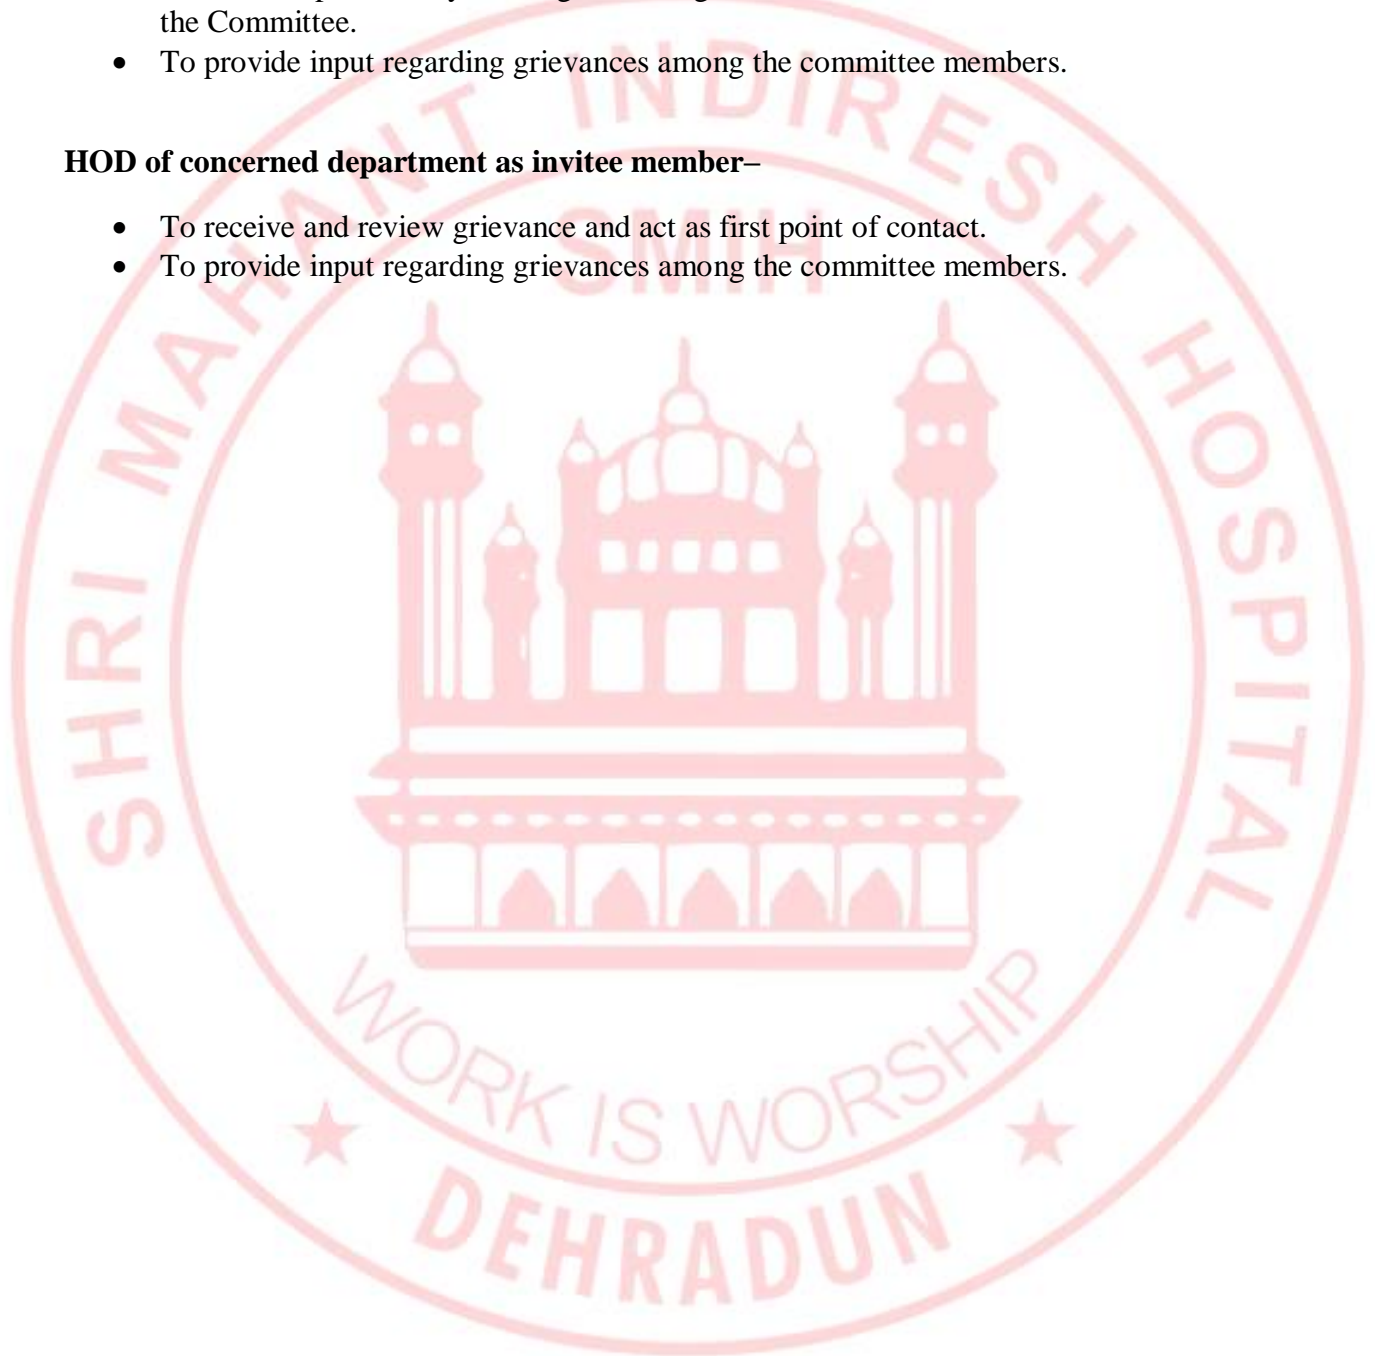 the Committee.
• To provide input regarding grievances among the committee members.
HOD of concerned department as invitee member–
• To receive and review grievance and act as first point of contact.
• To provide input regarding grievances among the committee members.
SHRI MAHANT INDIRESH HOSPITAL
SMIH
WORK IS WORSHIP
DEHRADUN